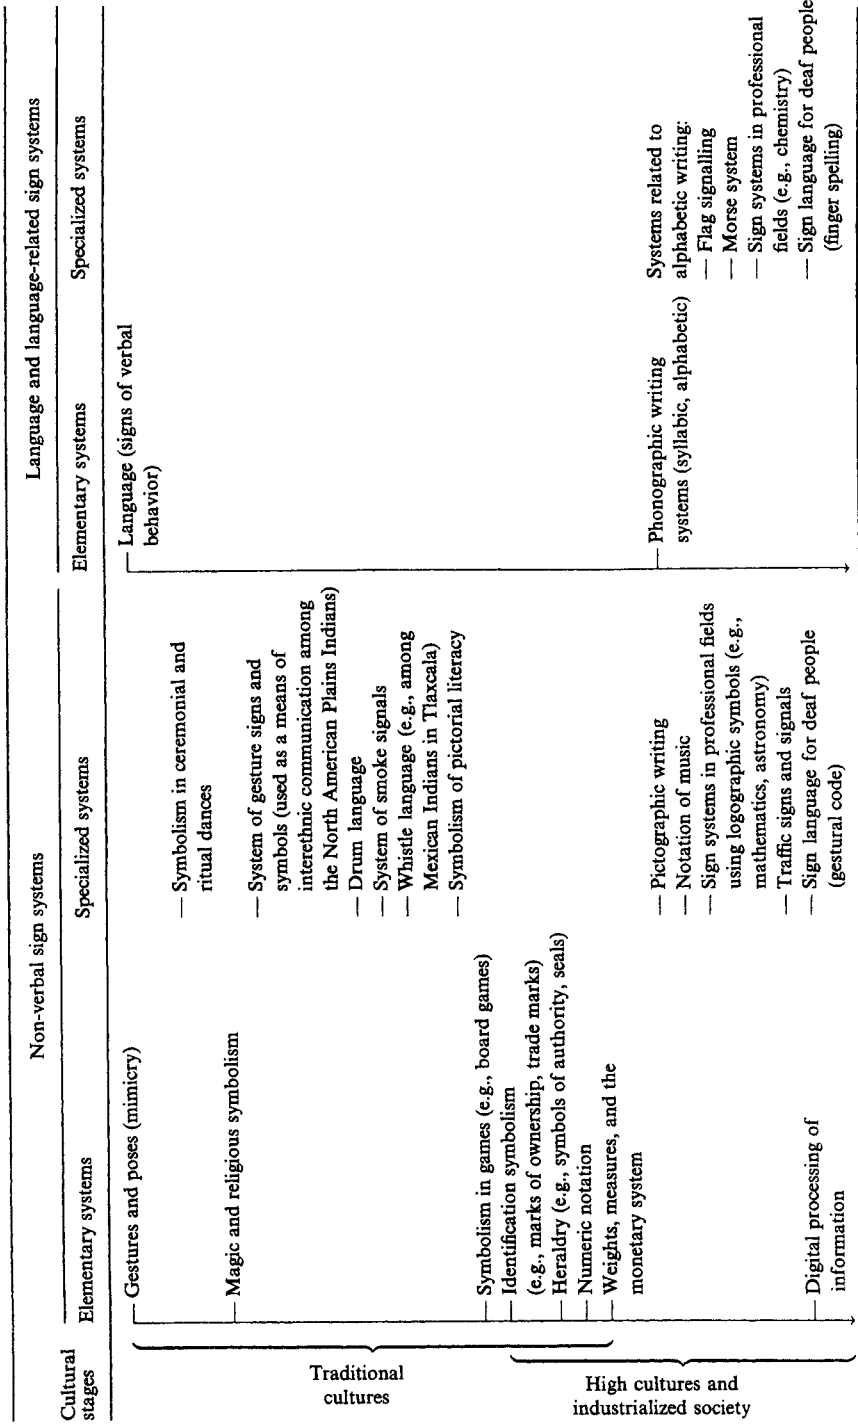 Non-verbal sign systems
Language and language-related sign systems
Cultural
stages
Elementary systems
Specialized systems
Elementary systems
Specialized systems
Traditional
cultures
High cultures and
industrialized society
Gestures and poses (mimicry)
Magic and religious symbolism
Symbolism in games (e.g., board games)
Identification symbolism
(e.g., marks of ownership, trade marks)
Heraldry (e.g., symbols of authority, seals)
Numeric notation
Weights, measures, and the
monetary system
Digital processing of
information
— Symbolism in ceremonial and
ritual dances
— System of gesture signs and
symbols (used as a means of
interethnic communication among
the North American Plains Indians)
— Drum language
— System of smoke signals
— Whistle language (e.g., among
Mexican Indians in Tlaxcala)
— Symbolism of pictorial literacy
— Pictographic writing
— Notation of music
— Sign systems in professional fields
using logographic symbols (e.g.,
mathematics, astronomy)
— Traffic signs and signals
— Sign language for deaf people
(gestural code)
Language (signs of verbal
behavior)
Phonographic writing
systems (syllabic, alphabetic)
Systems related to
alphabetic writing:
— Flag signalling
— Morse system
— Sign systems in professional
fields (e.g., chemistry)
— Sign language for deaf people
(finger spelling)